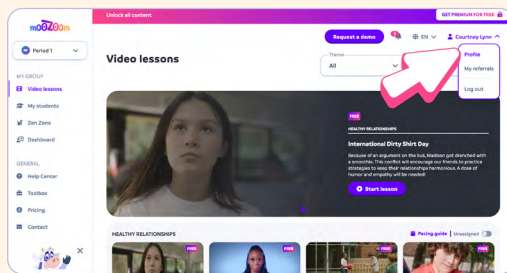 Unlock all content
GET PREMIUM FOR FREE
mooZoom
Request a demo
EN
Courtney Lynn
Period 1
Video lessons
Theme
All
Profile
My referrals
Log out
MY GROUP
Video lessons
My students
Zen Zone
Dashboard
GENERAL
Help Center
Toolbox
Pricing
Contact
FREE
HEALTHY RELATIONSHIPS
International Dirty Shirt Day
Because of an argument on the bus, Madison got drenched with
a smoothie. This conflict will encourage our friends to practice
strategies to keep their relationships harmonious. A dose of
humor and empathy will be needed!
Start lesson
HEALTHY RELATIONSHIPS
Pacing guide
Unassigned
FREE
FREE
FREE
FREE